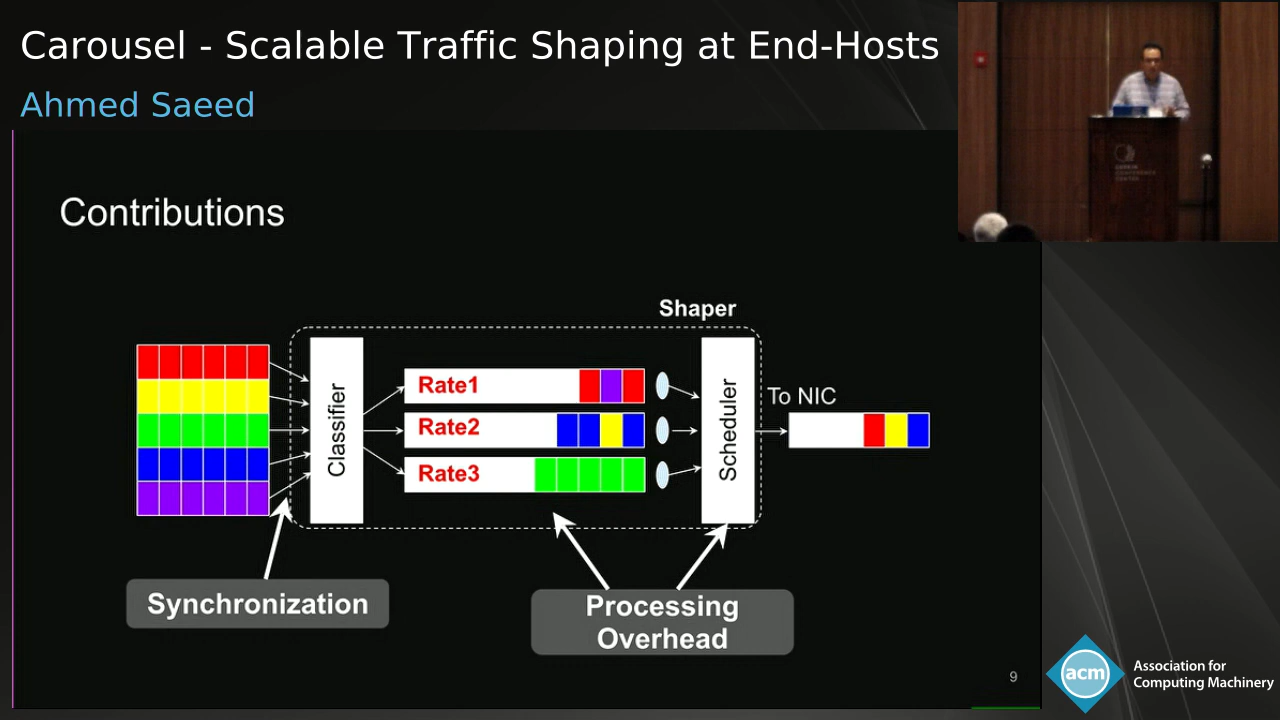 Carousel - Scalable Traffic Shaping at End-Hosts
Ahmed Saeed
Contributions
Shaper
Classifier
Rate1
Rate2
Rate3
Scheduler
To NIC
Synchronization
Processing
Overhead
9
acm
Association for
Computing Machinery